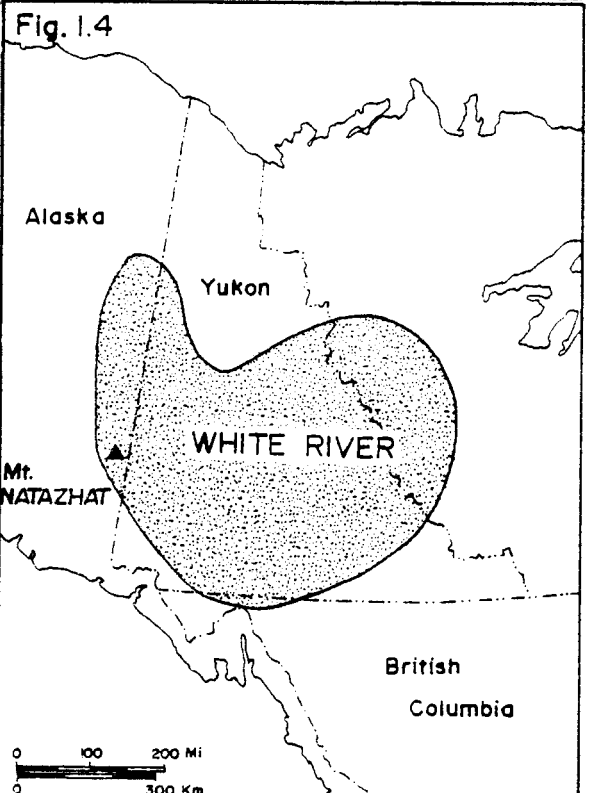 Fig. 1.4
Alaska
Yukon
WHITE RIVER
Mt.
NATAZHAT
British
Columbia
0 100 200 Mi
0 300 Km